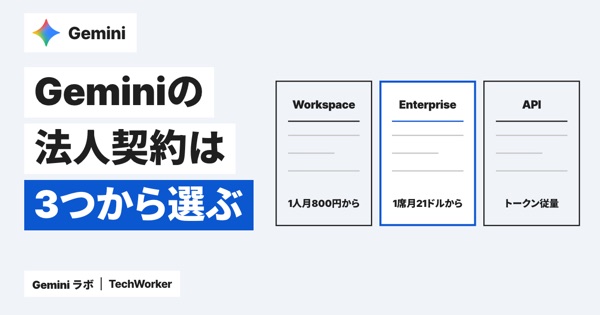 Gemini
Geminiの
法人契約は
3つから選ぶ
Workspace
1人月800円から
Enterprise
1席月21ドルから
API
トークン従量
Gemini ラボ | TechWorker